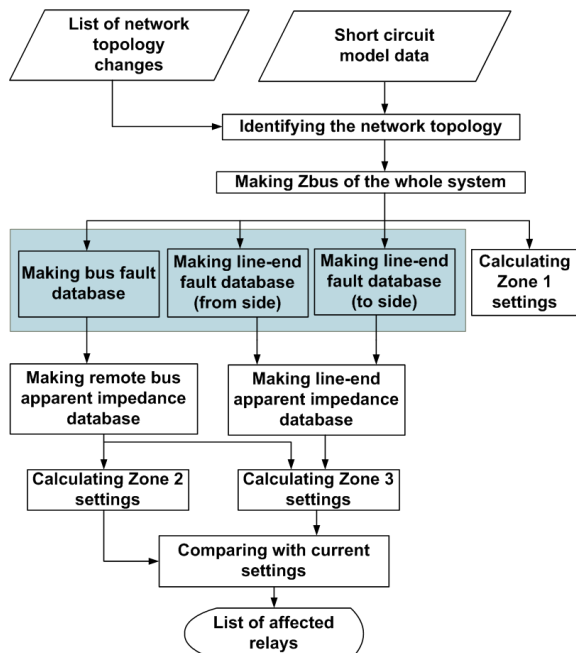 List of network
topology
changes
Short circuit
model data
Identifying the network topology
Making Zbus of the whole system
Making bus fault
database
Making line-end
fault database
(from side)
Making line-end
fault database
(to side)
Calculating
Zone 1
settings
Making remote bus
apparent impedance
database
Making line-end
apparent impedance
database
Calculating Zone 2
settings
Calculating Zone 3
settings
Comparing with current
settings
List of affected
relays